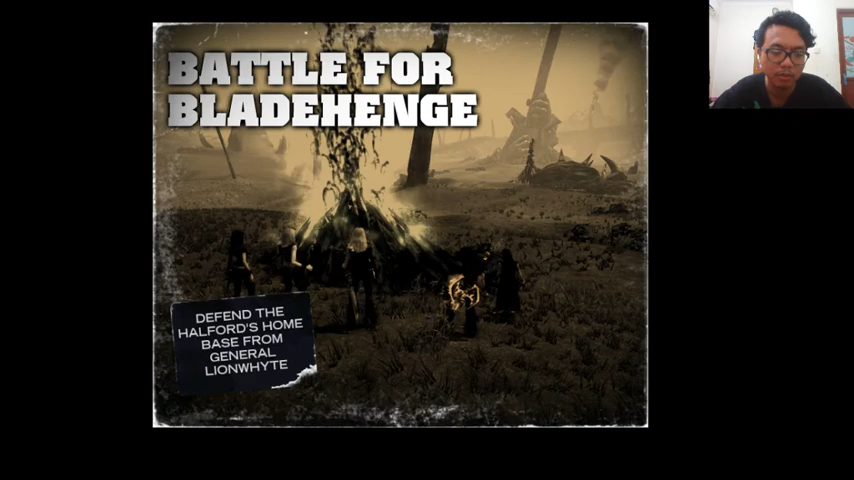 BATTLE FOR
BLADEHENGE
DEFEND THE
HALFORD'S HOME
BASE FROM
GENERAL
LIONWHYTE